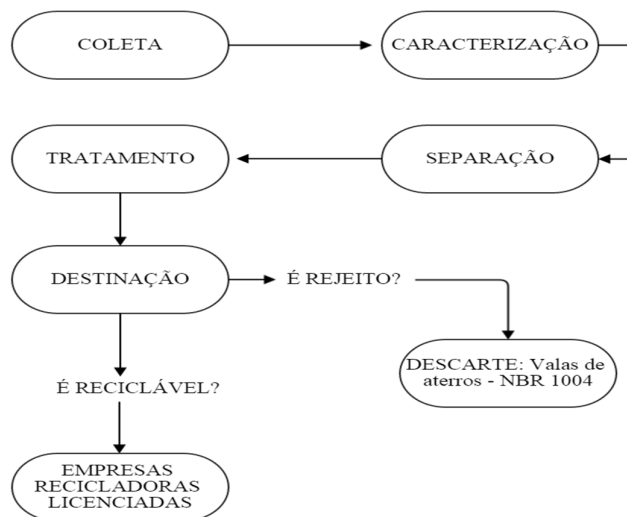 COLETA
CARACTERIZAÇÃO
TRATAMENTO
SEPARAÇÃO
DESTINAÇÃO
É REJEITO?
DESCARTE: Valas de
aterros - NBR 1004
É RECICLÁVEL?
EMPRESAS
RECICLADORAS
LICENCIADAS